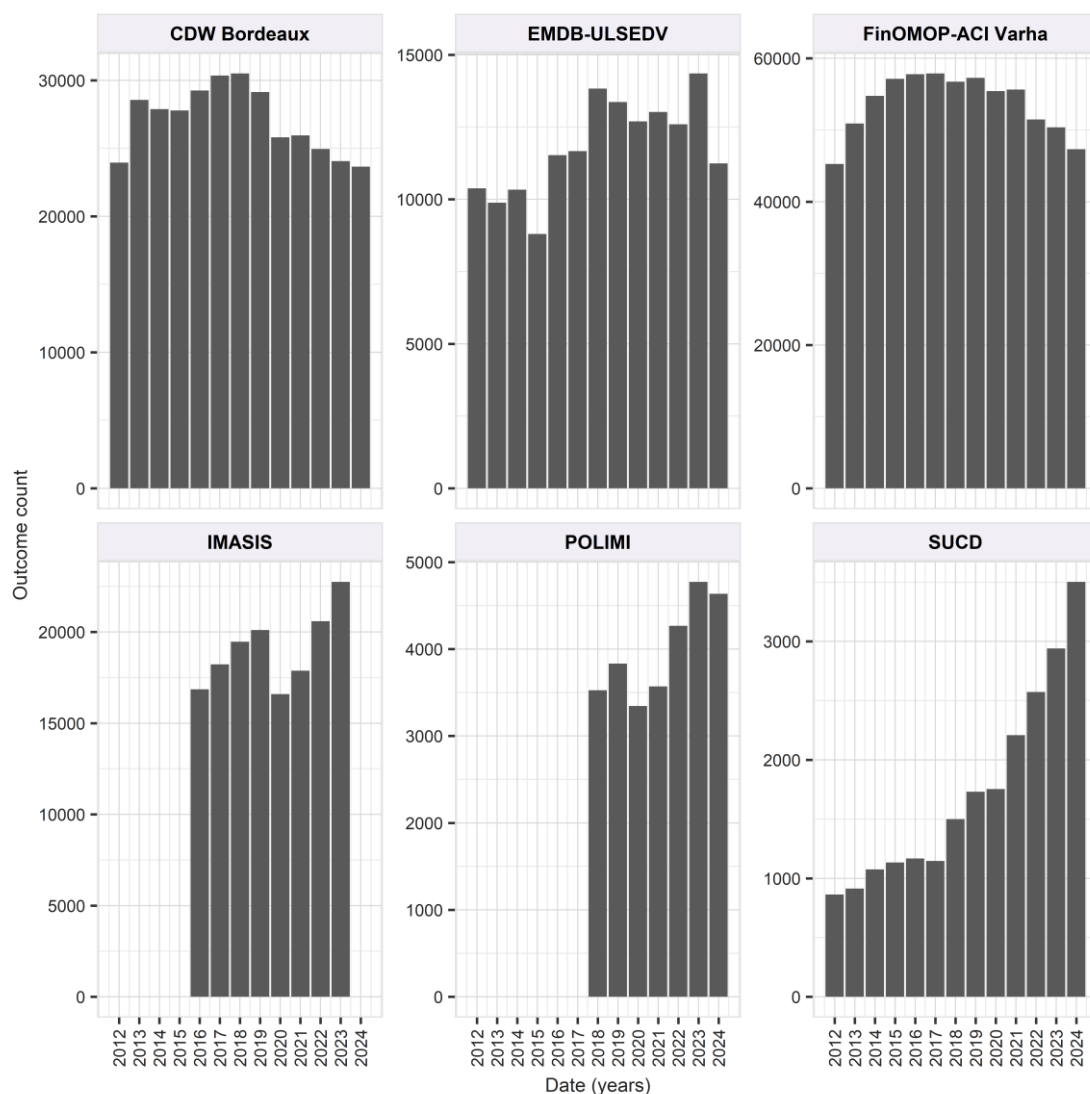 CDW Bordeaux
EMDB-ULSEDV
FinOMOP-ACI Varha
30000
20000
10000
0
15000
10000
5000
0
60000
40000
20000
0
Outcome count
IMASIS
POLIMI
SUCD
20000
15000
10000
5000
0
5000
4000
3000
2000
1000
0
3000
2000
1000
0
2012 2013 2014 2015 2016 2017 2018 2019 2020 2021 2022 2023 2024
2012 2013 2014 2015 2016 2017 2018 2019 2020 2021 2022 2023 2024
2012 2013 2014 2015 2016 2017 2018 2019 2020 2021 2022 2023 2024
Date (years)